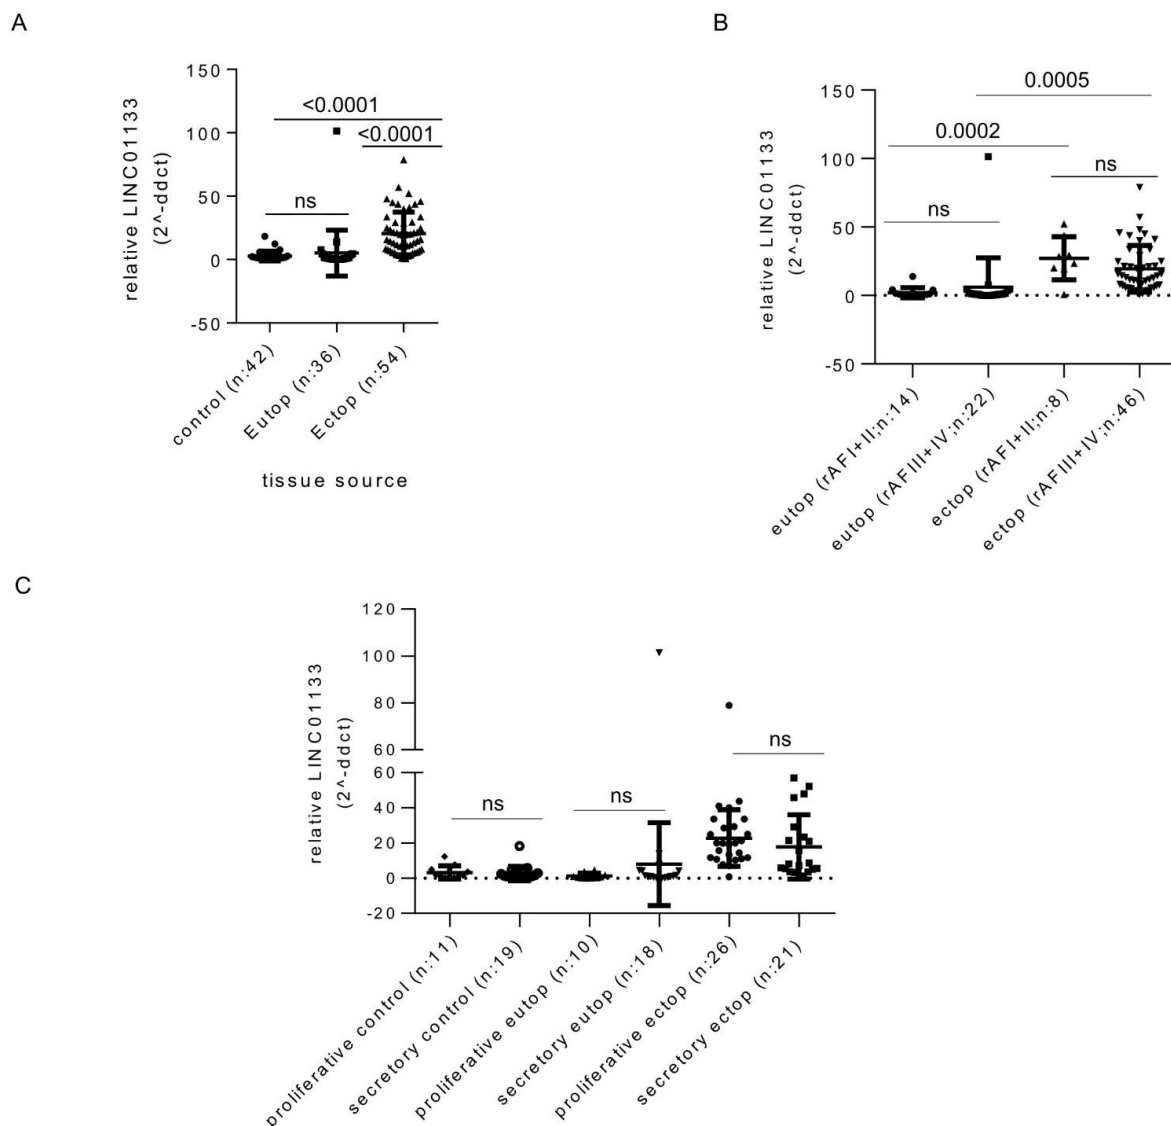 A
150
100
50
0
-50
relative LINC01133
(2^-ddct)
<0.0001
<0.0001
ns
control (n:42)
Eutop (n:36)
Ectop (n:54)
tissue source
B
150
100
50
0
-50
relative LINC01133
(2^-ddct)
0.0005
0.0002
ns
ns
eutop (rAFI+II;n:14)
eutop (rAFIII+IV;n:22)
ectop (rAFI+II;n:8)
ectop (rAFIII+IV;n:46)
C
120
100
80
60
60
40
20
0
-20
relative LINC01133
(2^-ddct)
ns
ns
ns
proliferative control (n:11)
secretory control (n:19)
proliferative eutop (n:10)
secretory eutop (n:18)
proliferative ectop (n:26)
secretory ectop (n:21)